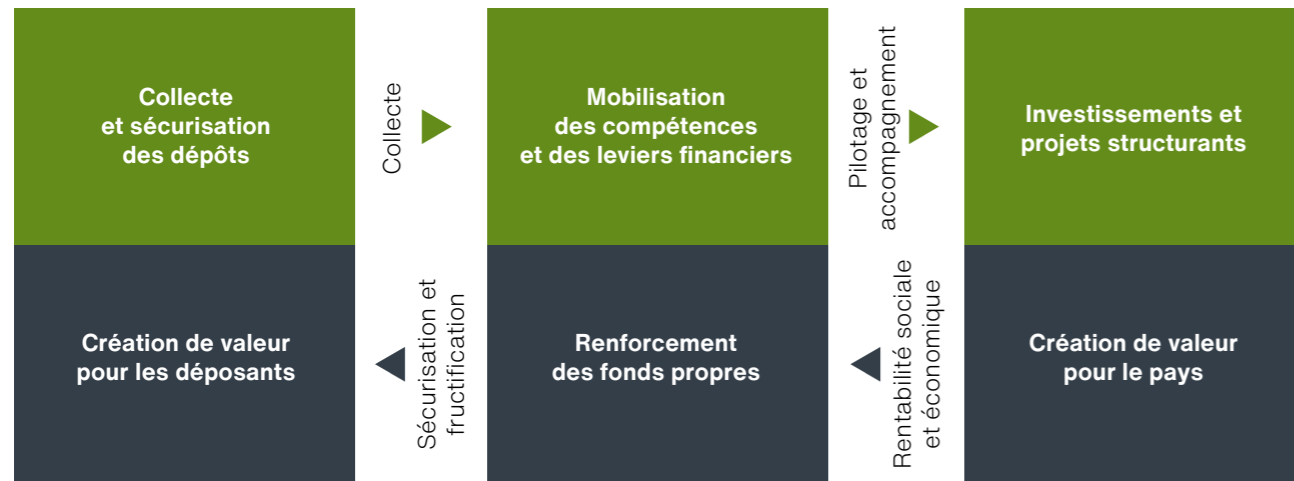 Collecte
et sécurisation
des dépôts
Collecte
Mobilisation
des compétences
et des leviers financiers
Pilotage et
accompagnement
Investissements et
projets structurants
Création de valeur
pour les déposants
Sécurisation et
fructification
Renforcement
des fonds propres
Rentabilité sociale
et économique
Création de valeur
pour le pays